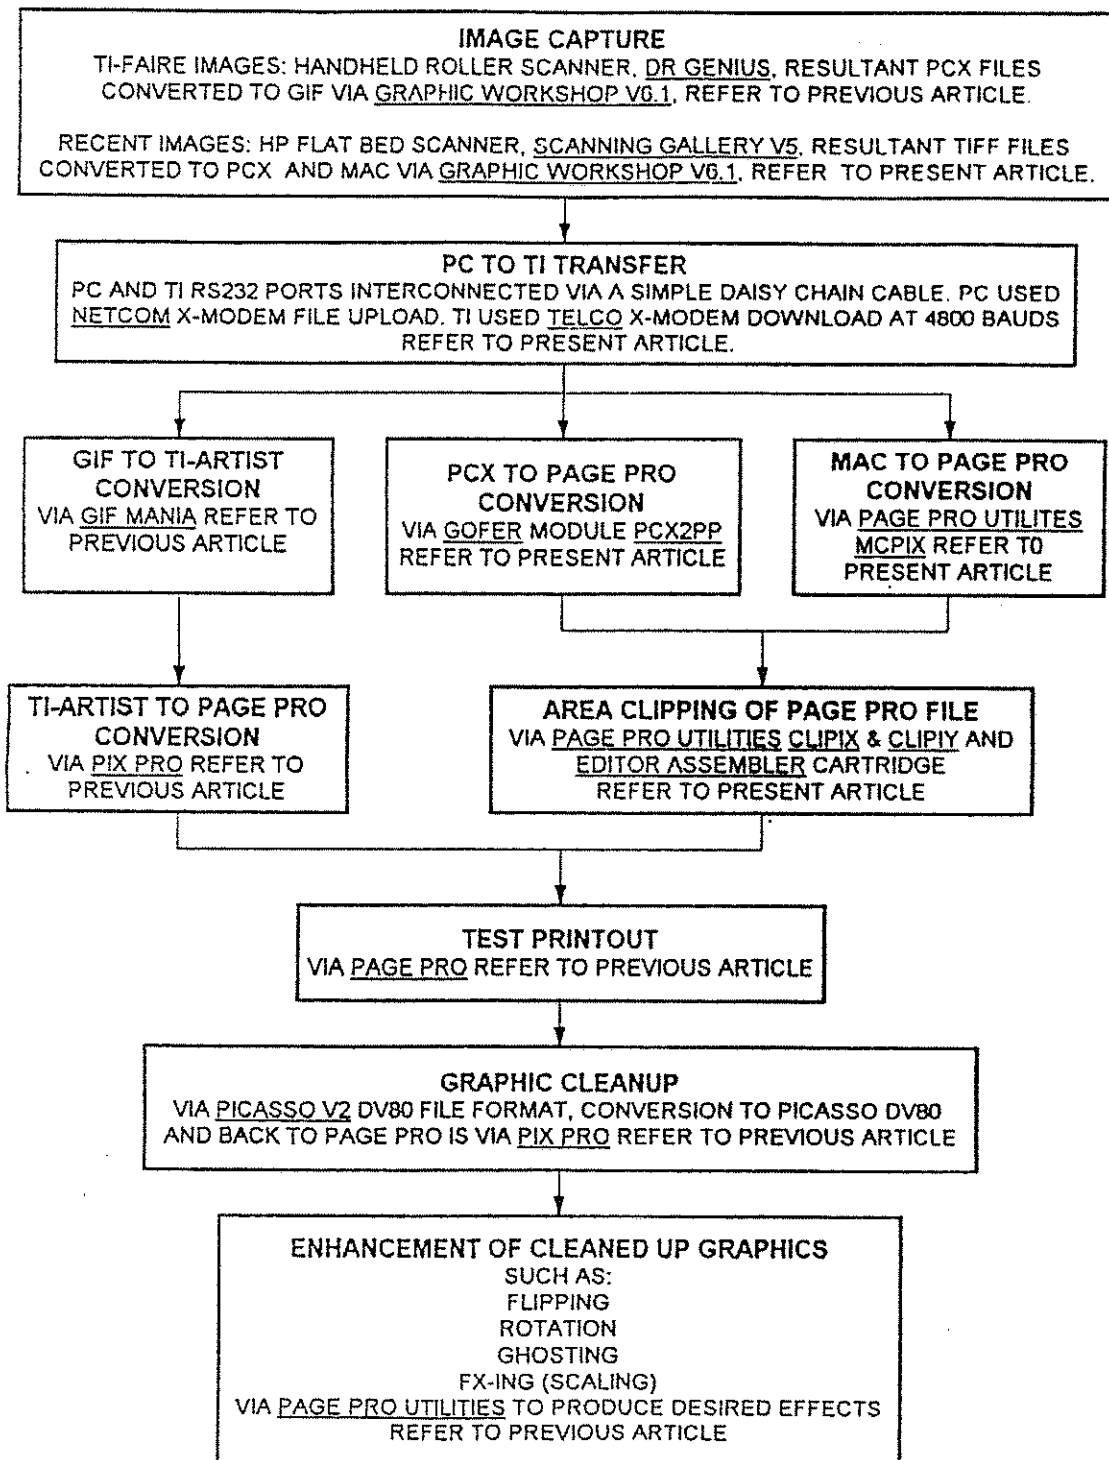 IMAGE CAPTURE
TI-FAIRE IMAGES: HANDHELD ROLLER SCANNER, DR GENIUS, RESULTANT PCX FILES
CONVERTED TO GIF VIA GRAPHIC WORKSHOP V6.1, REFER TO PREVIOUS ARTICLE.
RECENT IMAGES: HP FLAT BED SCANNER, SCANNING GALLERY V5, RESULTANT TIFF FILES
CONVERTED TO PCX AND MAC VIA GRAPHIC WORKSHOP V6.1, REFER TO PRESENT ARTICLE.
PC TO TI TRANSFER
PC AND TI RS232 PORTS INTERCONNECTED VIA A SIMPLE DAISY CHAIN CABLE. PC USED
NETCOM X-MODEM FILE UPLOAD. TI USED TELCO X-MODEM DOWNLOAD AT 4800 BAUDS
REFER TO PRESENT ARTICLE.
GIF TO TI-ARTIST
CONVERSION
VIA GIF MANIA REFER TO
PREVIOUS ARTICLE
PCX TO PAGE PRO
CONVERSION
VIA GOFER MODULE PCX2PP
REFER TO PRESENT ARTICLE
MAC TO PAGE PRO
CONVERSION
VIA PAGE PRO UTILITES
MCPIX REFER TO
PRESENT ARTICLE
TI-ARTIST TO PAGE PRO
CONVERSION
VIA PIX PRO REFER TO
PREVIOUS ARTICLE
AREA CLIPPING OF PAGE PRO FILE
VIA PAGE PRO UTILITIES CLIPIX & CLIPIY AND
EDITOR ASSEMBLER CARTRIDGE
REFER TO PRESENT ARTICLE
TEST PRINTOUT
VIA PAGE PRO REFER TO PREVIOUS ARTICLE
GRAPHIC CLEANUP
VIA PICASSO V2 DV80 FILE FORMAT, CONVERSION TO PICASSO DV80
AND BACK TO PAGE PRO IS VIA PIX PRO REFER TO PREVIOUS ARTICLE
ENHANCEMENT OF CLEANED UP GRAPHICS
SUCH AS:
FLIPPING
ROTATION
GHOSTING
FX-ING (SCALING)
VIA PAGE PRO UTILITIES TO PRODUCE DESIRED EFFECTS
REFER TO PREVIOUS ARTICLE